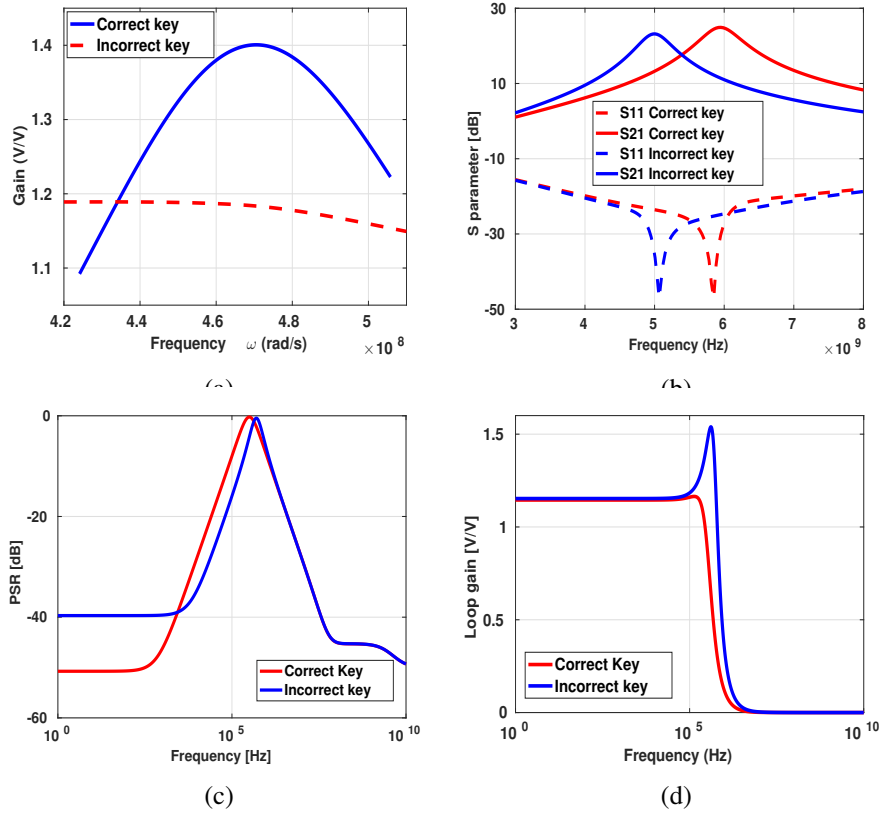 Correct key
Incorrect key
1.4
1.3
1.2
1.1
Gain (V/V)
4.2 4.4 4.6 4.8 5
Frequency ω (rad/s) × 10 8
30
10
-10
-30
-50
S parameter [dB]
S11 Correct key
S21 Correct key
S11 Incorrect key
S21 Incorrect key
3 4 5 6 7 8
Frequency (Hz) × 10 9
0
-20
-40
-60
PSR [dB]
Correct Key
Incorrect key
10 0 10 5 10 10
Frequency [Hz]
(c)
1.5
1
0.5
0
Loop gain [V/V]
Correct Key
Incorrect key
10 0 10 5 10 10
Frequency (Hz)
(d)